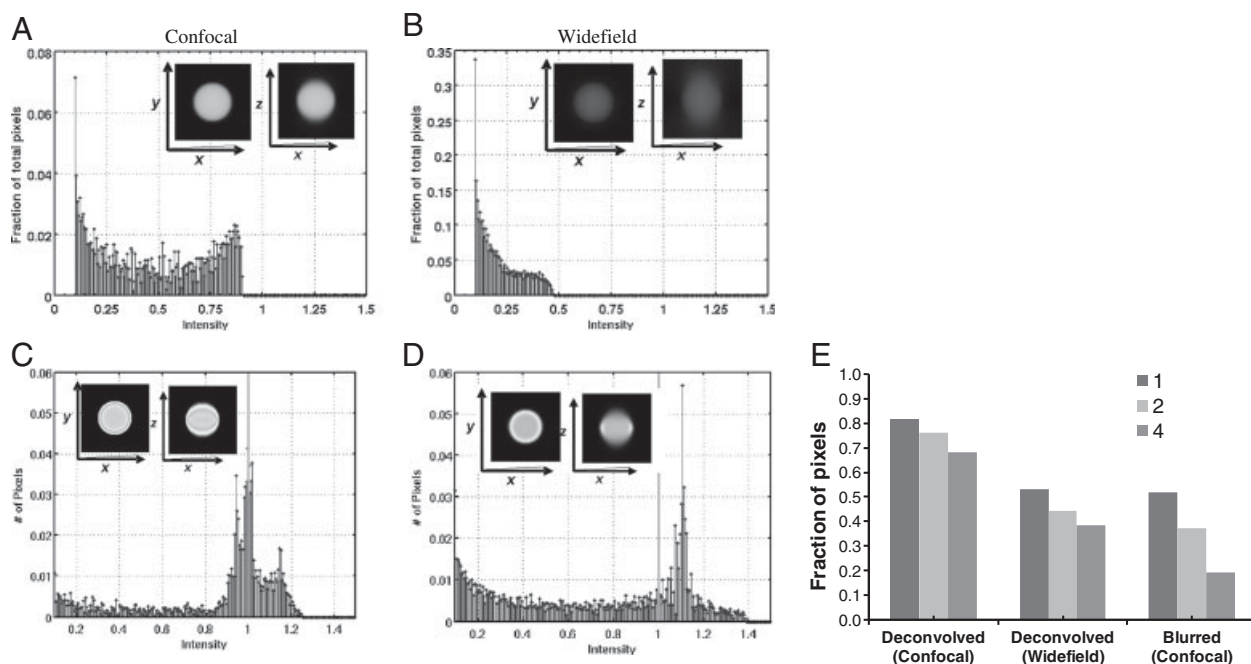 A
Confocal
0.08
0.06
0.04
0.02
0
Fraction of total pixels
y
x
z
x
0
0.25
0.5
0.75
1
1.25
1.5
Intensity
B
Widefield
0.35
0.3
0.25
0.2
0.15
0.1
0.05
0
Fraction of total pixels
y
x
z
x
0
0.25
0.5
0.75
1
1.25
1.5
Intensity
C
0.06
0.05
0.04
0.03
0.02
0.01
0
# of Pixels
y
x
z
x
0.2
0.4
0.6
0.8
1
1.2
1.4
Intensity
D
0.06
0.05
0.04
0.03
0.02
0.01
0
# of Pixels
y
x
z
x
0.2
0.4
0.6
0.8
1
1.2
1.4
Intensity
E
1.0
0.9
0.8
0.7
0.6
0.5
0.4
0.3
0.2
0.1
0.0
Fraction of pixels
1
2
4
Deconvolved
(Confocal)
Deconvolved
(Widefield)
Blurred
(Confocal)